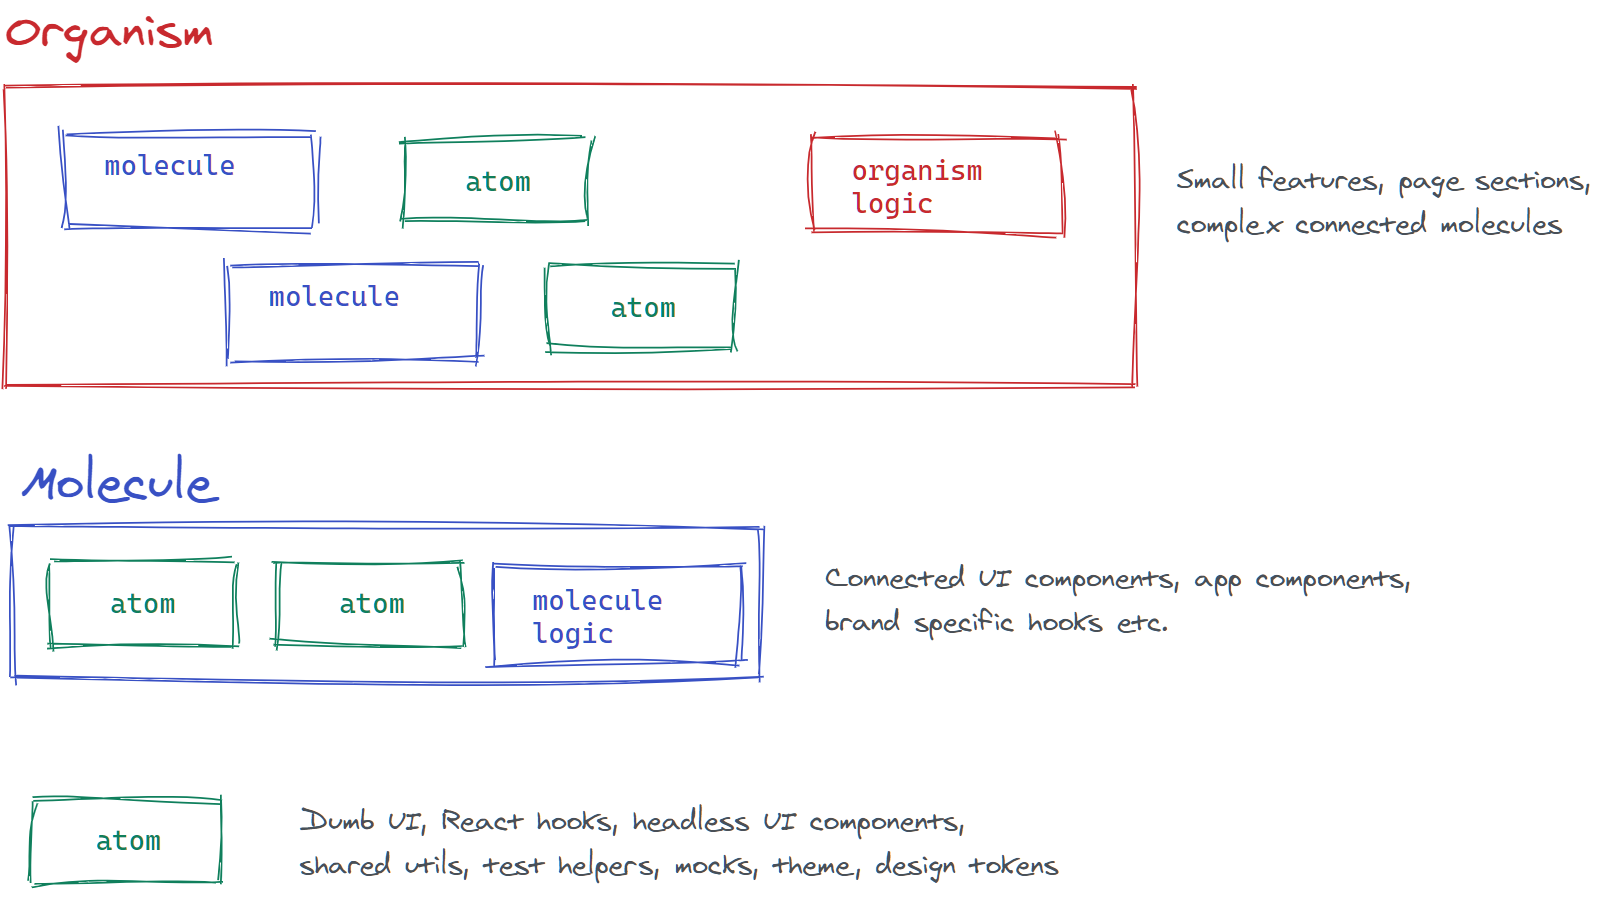 Organism
molecule
atom
organism
logic
Small features, page sections,
complex connected molecules
molecule
atom
Molecule
atom
atom
molecule
logic
Connected UI components, app components,
brand specific hooks etc.
atom
Dumb UI, React hooks, headless UI components,
shared utils, test helpers, mocks, theme, design tokens